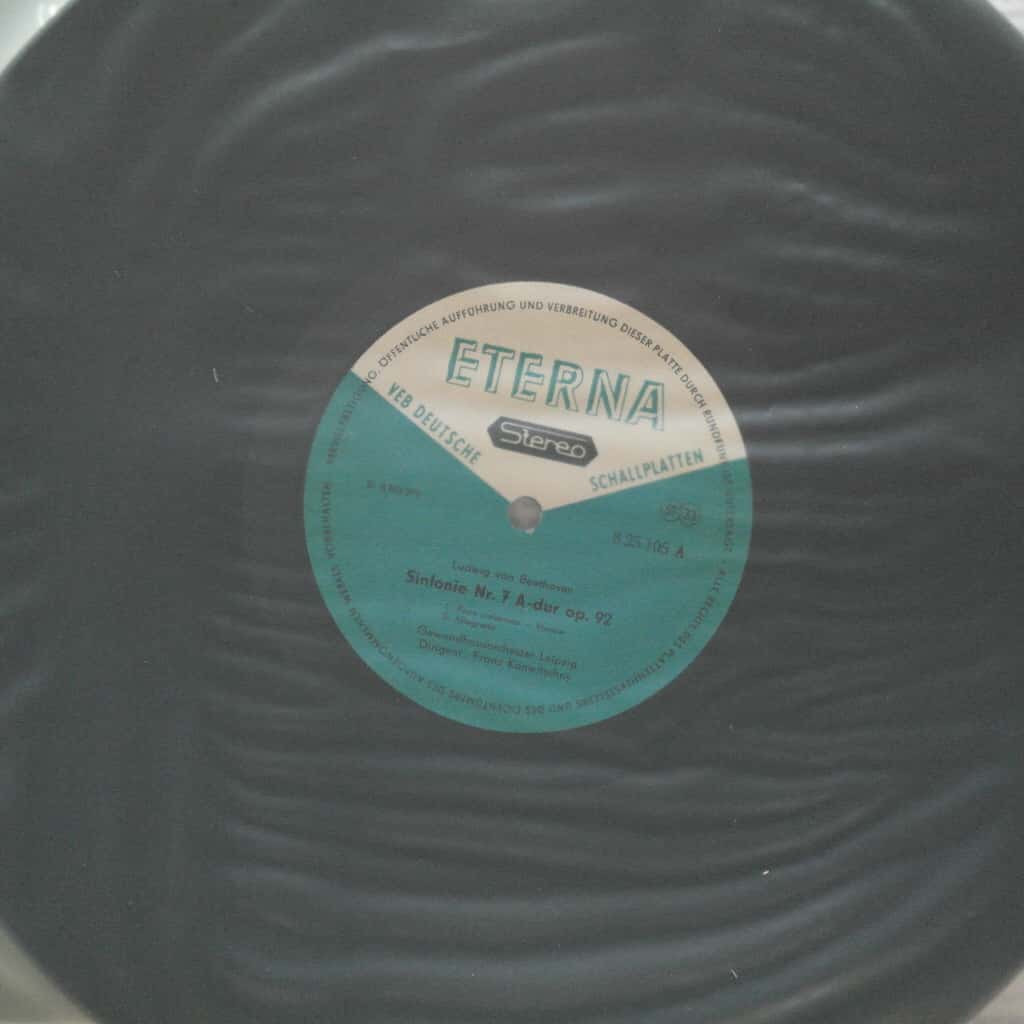 ÖFFENTLICHE AUFFÜHRUNG UND VERBREITUNG DIESER PLATTE DURCH
ETERNA
Stereo
VEB DEUTSCHE
SCHALLPLATTEN
8 25 105 A
Ludwig van Beethoven
Sinfonie Nr. 7 A-dur op. 92
Gewandhausorchester Leipzig
Dirigent: Franz Konwitschny